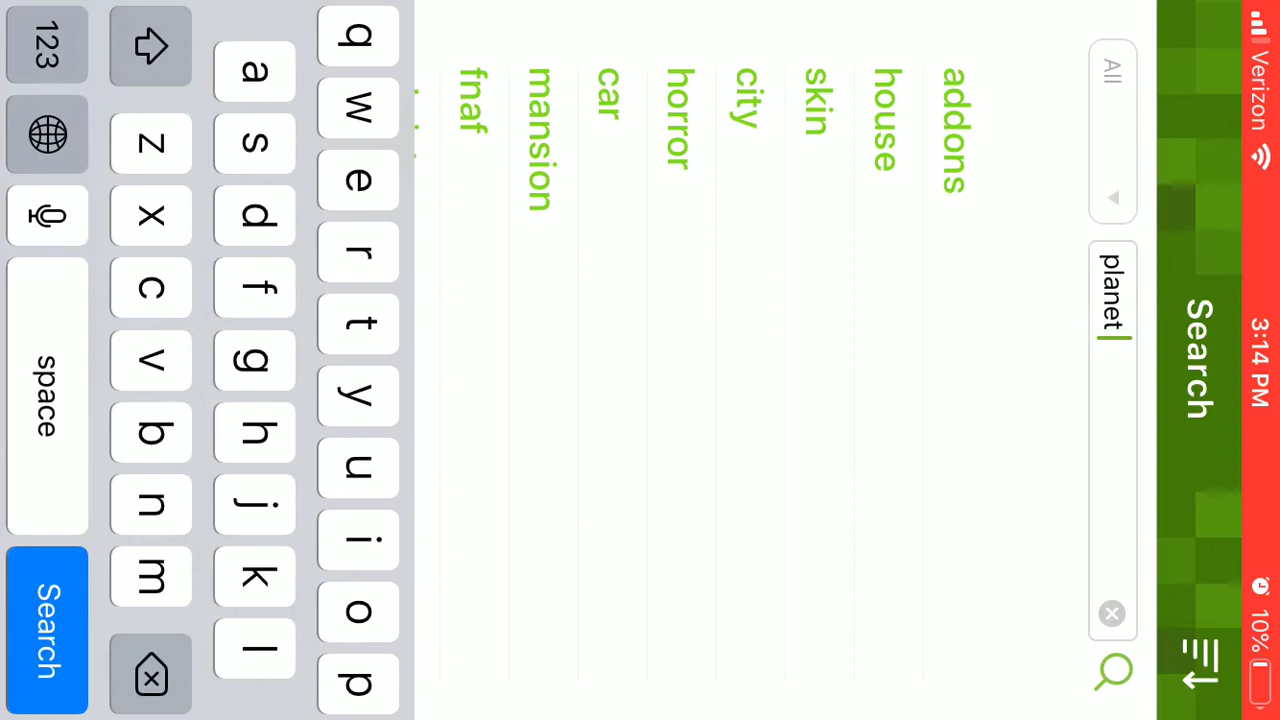 Verizon 3:14 PM 10%
Search
All planet
addons
house
skin
city
horror
car
mansion
fnaf
q w e r t y u i o p
a s d f g h j k l
z x c v b n m
123 space Search